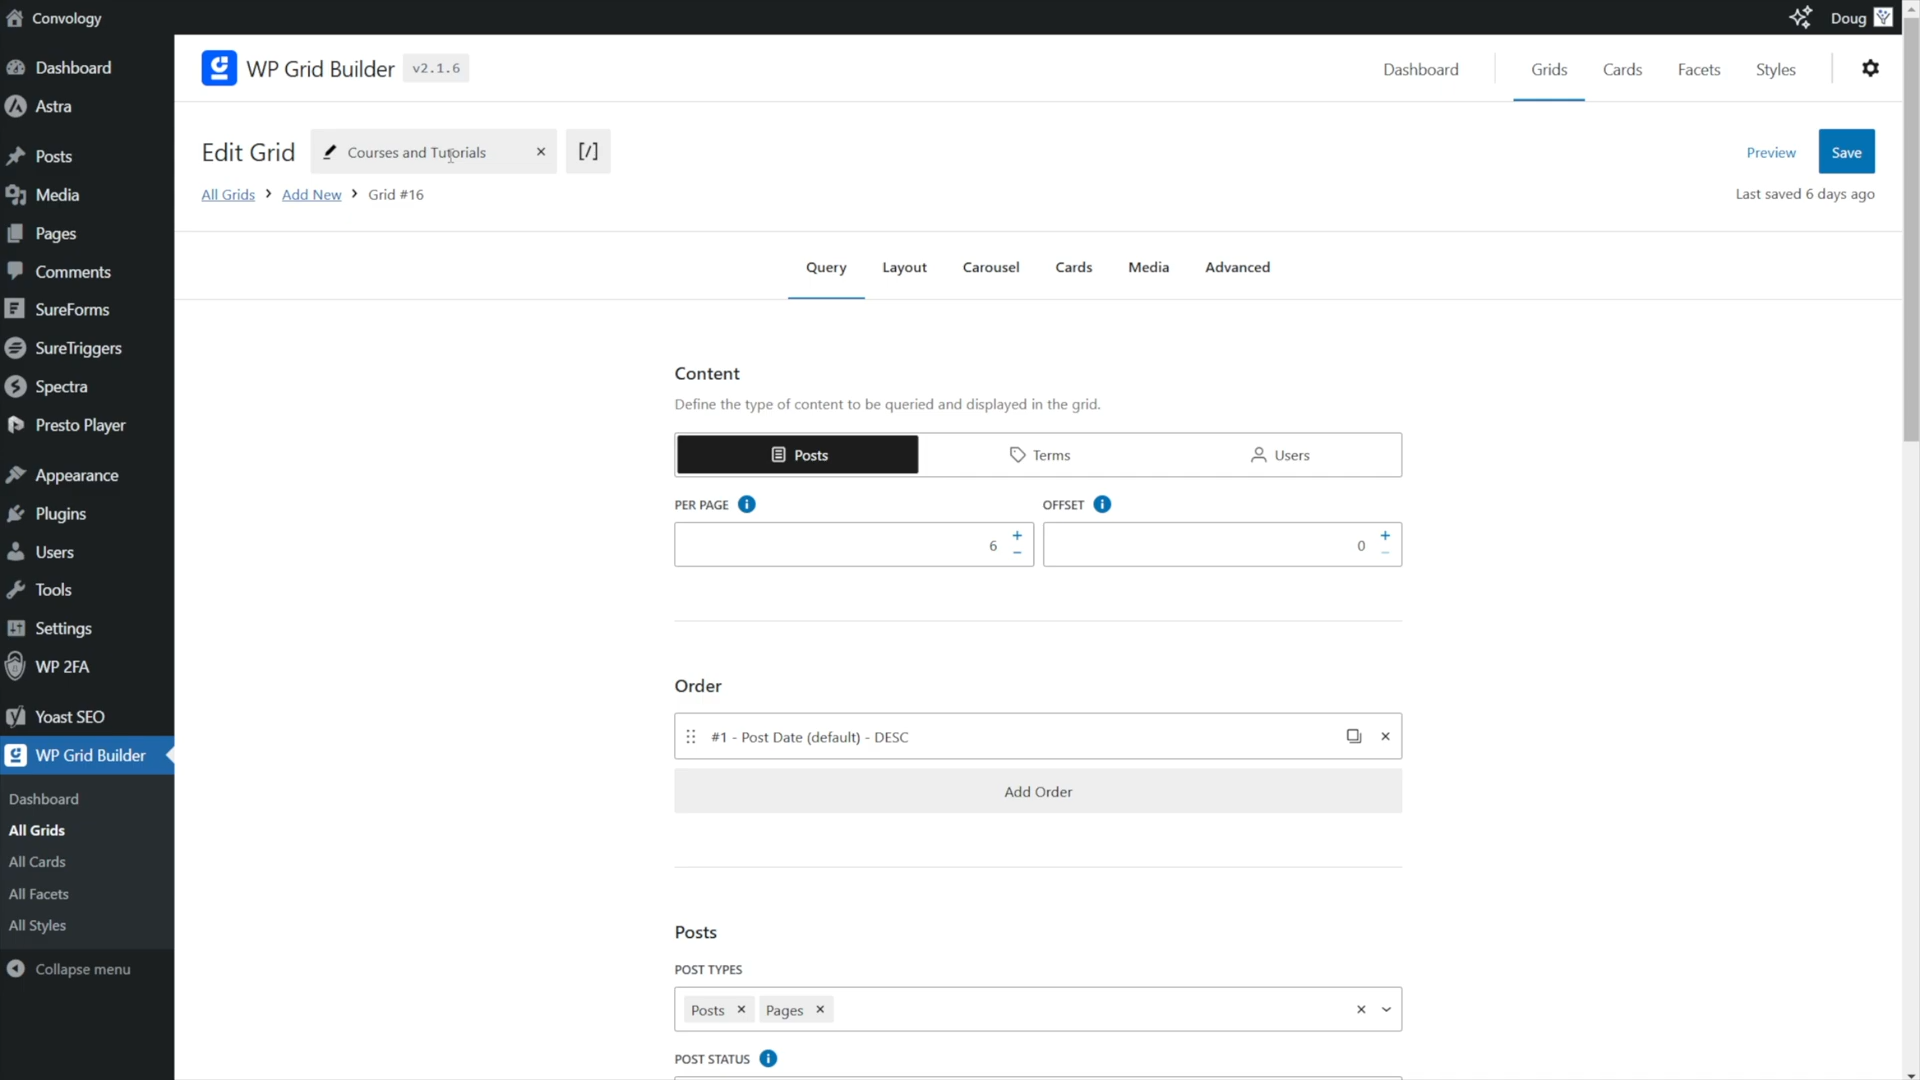 Convology
Doug
Dashboard
Astra
Posts
Media
Pages
Comments
SureForms
SureTriggers
Spectra
Presto Player
Appearance
Plugins
Users
Tools
Settings
WP 2FA
Yoast SEO
WP Grid Builder
Dashboard
All Grids
All Cards
All Facets
All Styles
Collapse menu
WP Grid Builder v2.1.6
Dashboard Grids Cards Facets Styles
Edit Grid Courses and Tutorials × [/]
Preview Save
All Grids > Add New > Grid #16
Last saved 6 days ago
Query Layout Carousel Cards Media Advanced
Content
Define the type of content to be queried and displayed in the grid.
Posts Terms Users
PER PAGE i OFFSET i
6 + − 0 + −
Order
#1 - Post Date (default) - DESC ×
Add Order
Posts
POST TYPES
Posts × Pages × ×
POST STATUS i